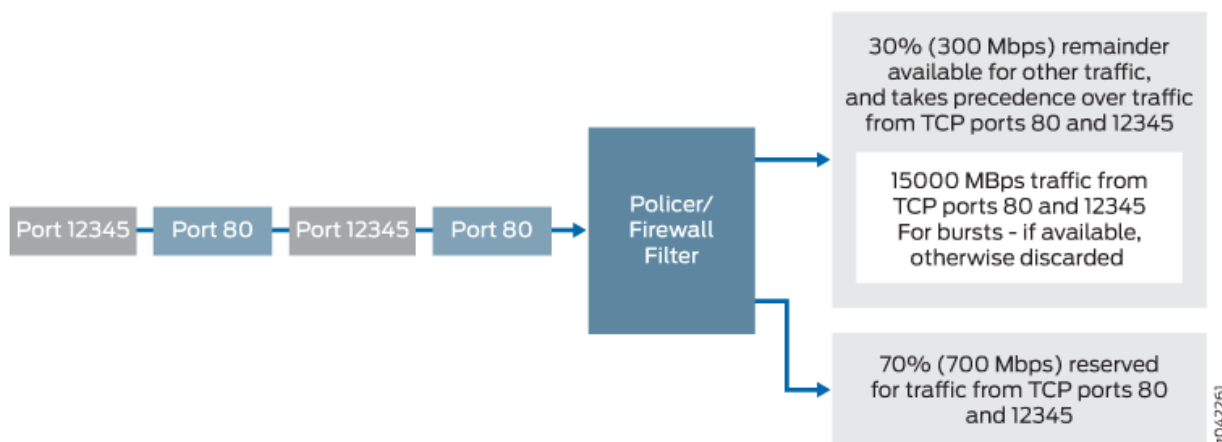 30% (300 Mbps) remainder
available for other traffic,
and takes precedence over traffic
from TCP ports 80 and 12345
15000 MBps traffic from
TCP ports 80 and 12345
For bursts - if available,
otherwise discarded
Port 12345
Port 80
Port 12345
Port 80
Policer/
Firewall
Filter
70% (700 Mbps) reserved
for traffic from TCP ports 80
and 12345